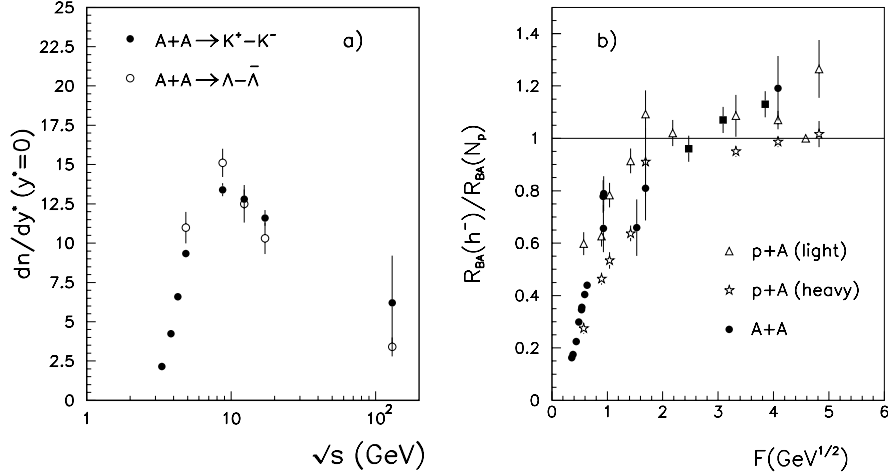 25
22.5
20
17.5
15
12.5
10
7.5
5
2.5
0
dn/dy* (y*=0)
A+A→K⁺−K⁻
A+A→Λ−Λ̄
a)
1
10
10²
√s (GeV)
1.4
1.2
1
0.8
0.6
0.4
0.2
0
R_BA(h⁻)/R_BA(N_p)
b)
p+A (light)
p+A (heavy)
A+A
0
1
2
3
4
5
6
F(GeV^1/2)